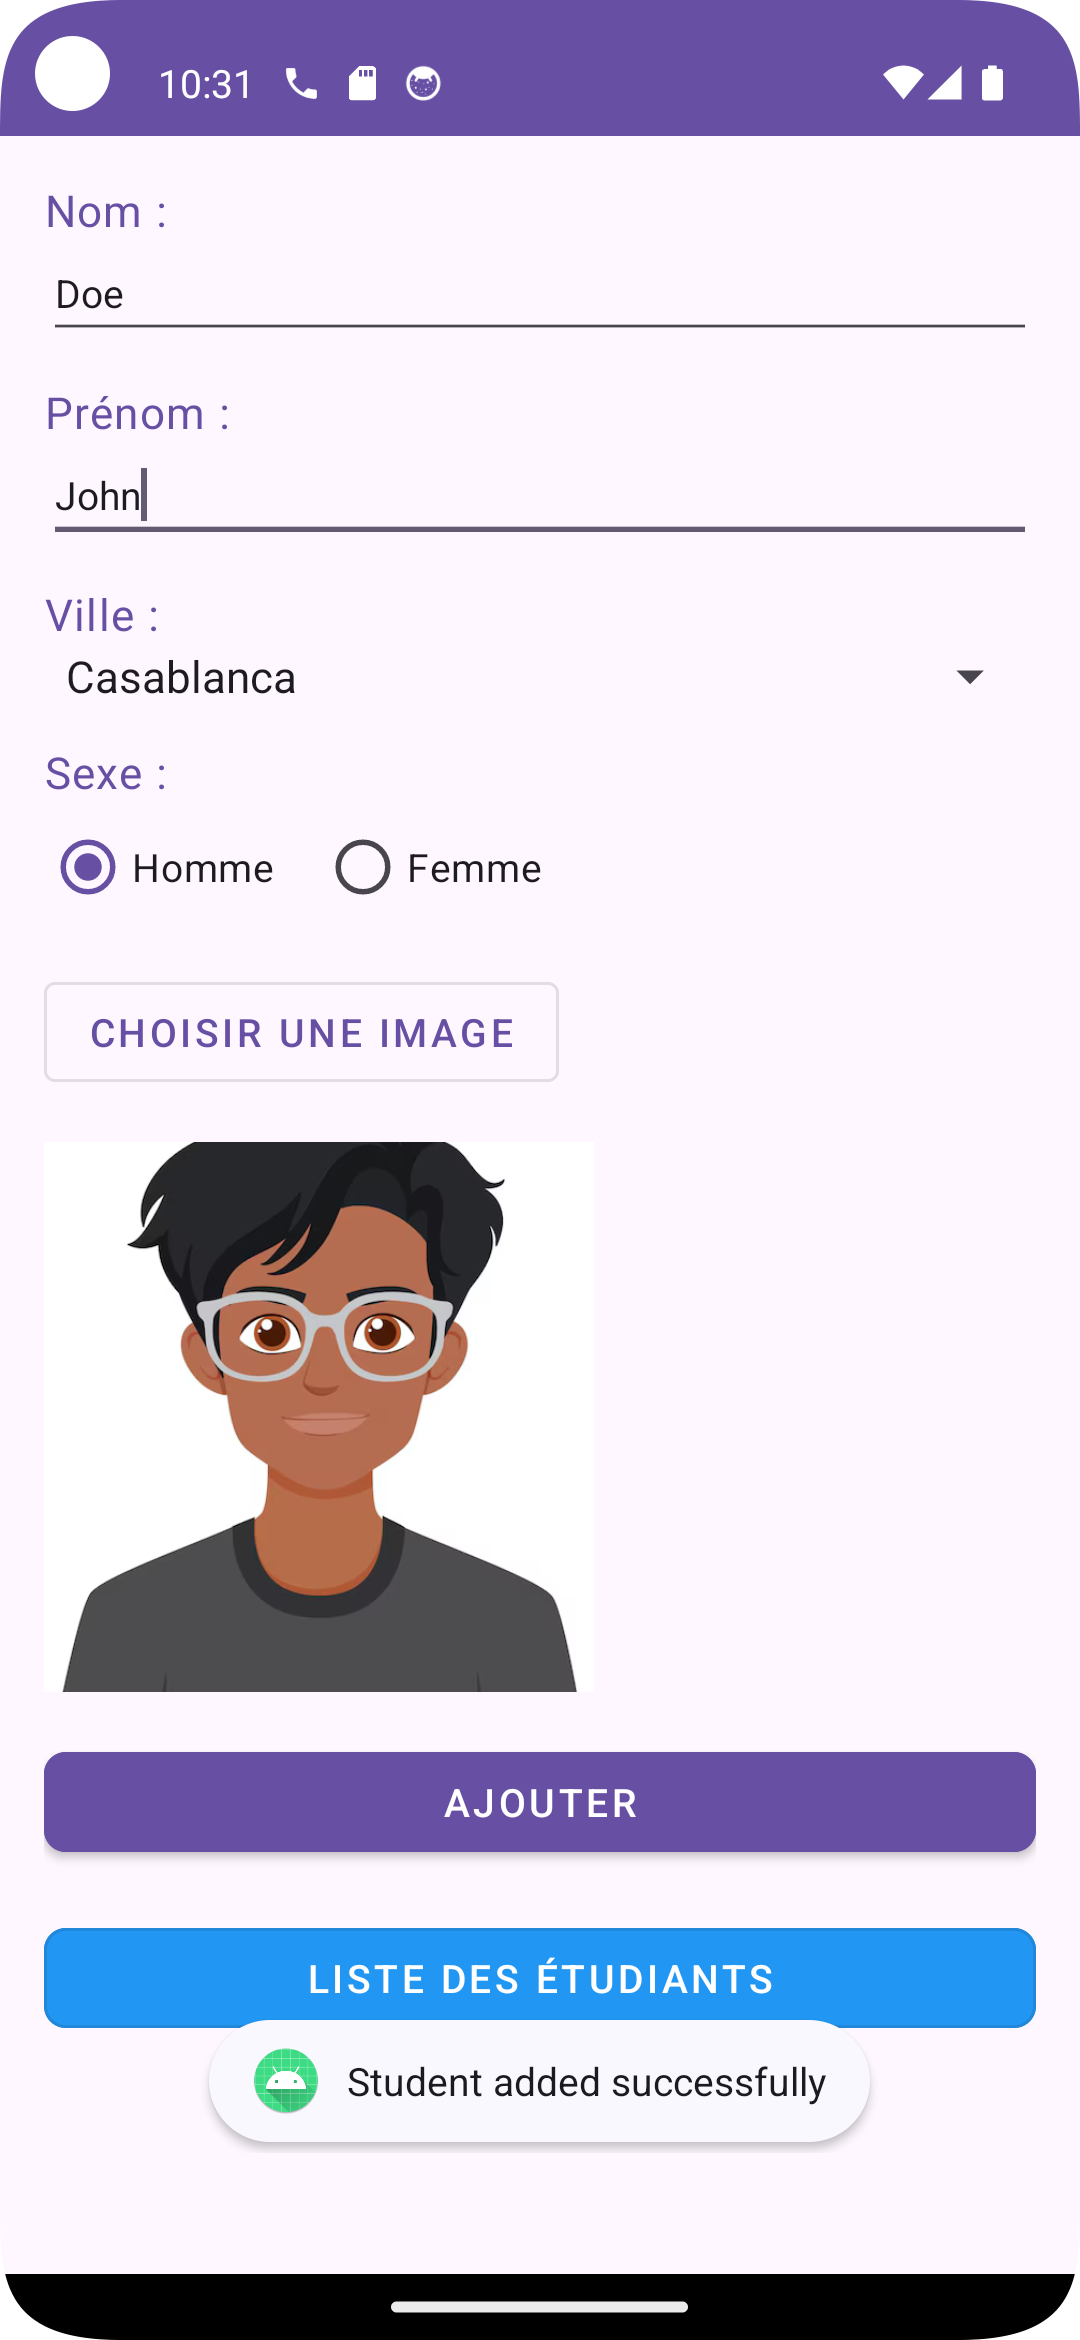 10:31
Nom :
Doe
Prénom :
John
Ville :
Casablanca
Sexe :
Homme Femme
CHOISIR UNE IMAGE
AJOUTER
LISTE DES ÉTUDIANTS
Student added successfully